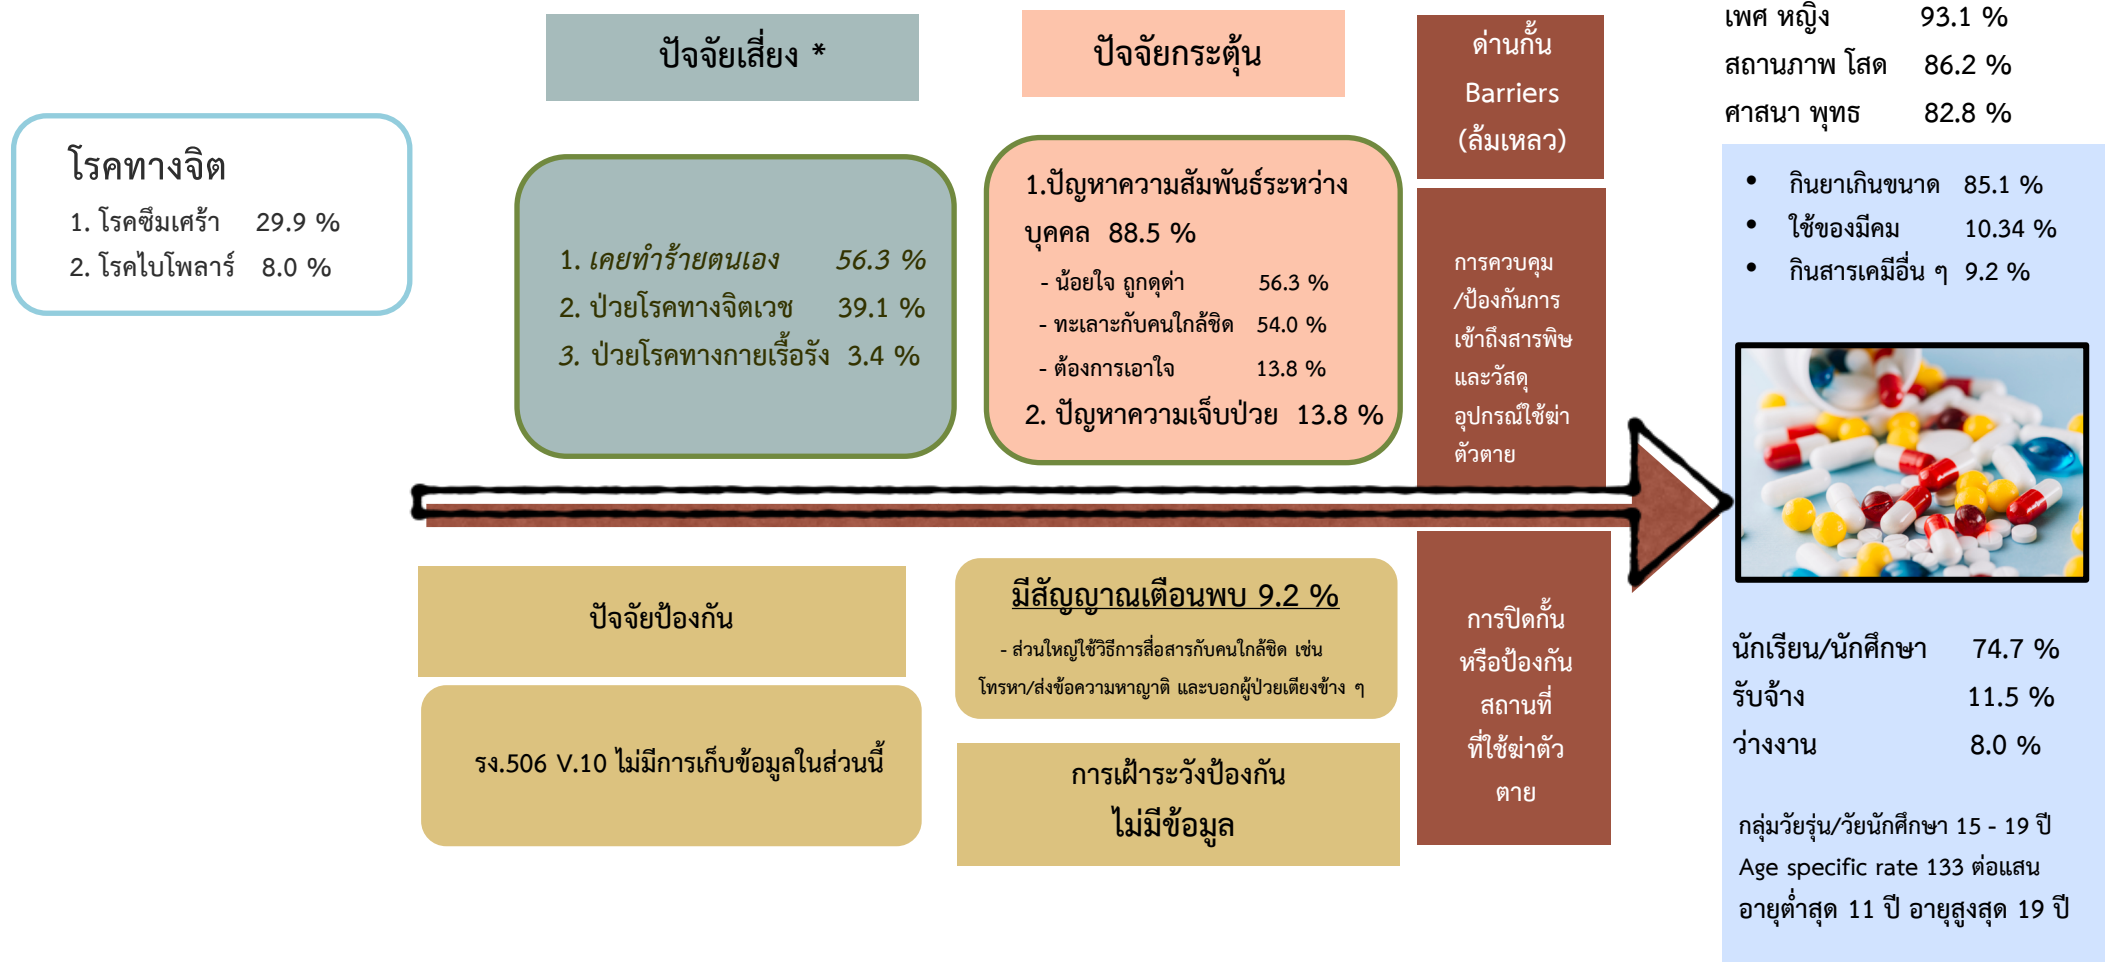 โรคทางจิต
1. โรคซึมเศร้า 29.9 %
2. โรคไบโพลาร์ 8.0 %
ปัจจัยเสี่ยง *
1. เคยทำร้ายตนเอง 56.3 %
2. ป่วยโรคทางจิตเวช 39.1 %
3. ป่วยโรคทางกายเรื้อรัง 3.4 %
ปัจจัยกระตุ้น
1.ปัญหาความสัมพันธ์ระหว่าง
บุคคล 88.5 %
- น้อยใจ ถูกดุด่า 56.3 %
- ทะเลาะกับคนใกล้ชิด 54.0 %
- ต้องการเอาใจ 13.8 %
2. ปัญหาความเจ็บป่วย 13.8 %
ด่านกั้น
Barriers
(ล้มเหลว)
การควบคุม
/ป้องกันการ
เข้าถึงสารพิษ
และวัสดุ
อุปกรณ์ใช้ฆ่า
ตัวตาย
เพศ หญิง 93.1 %
สถานภาพ โสด 86.2 %
ศาสนา พุทธ 82.8 %
• กินยาเกินขนาด 85.1 %
• ใช้ของมีคม 10.34 %
• กินสารเคมีอื่น ๆ 9.2 %
ปัจจัยป้องกัน
รง.506 V.10 ไม่มีการเก็บข้อมูลในส่วนนี้
มีสัญญาณเตือนพบ 9.2 %
- ส่วนใหญ่ใช้วิธีการสื่อสารกับคนใกล้ชิด เช่น
โทรหา/ส่งข้อความหาญาติ และบอกผู้ป่วยเตียงข้าง ๆ
การเฝ้าระวังป้องกัน
ไม่มีข้อมูล
การปิดกั้น
หรือป้องกัน
สถานที่
ที่ใช้ฆ่าตัว
ตาย
นักเรียน/นักศึกษา 74.7 %
รับจ้าง 11.5 %
ว่างงาน 8.0 %
กลุ่มวัยรุ่น/วัยนักศึกษา 15 - 19 ปี
Age specific rate 133 ต่อแสน
อายุต่ำสุด 11 ปี อายุสูงสุด 19 ปี